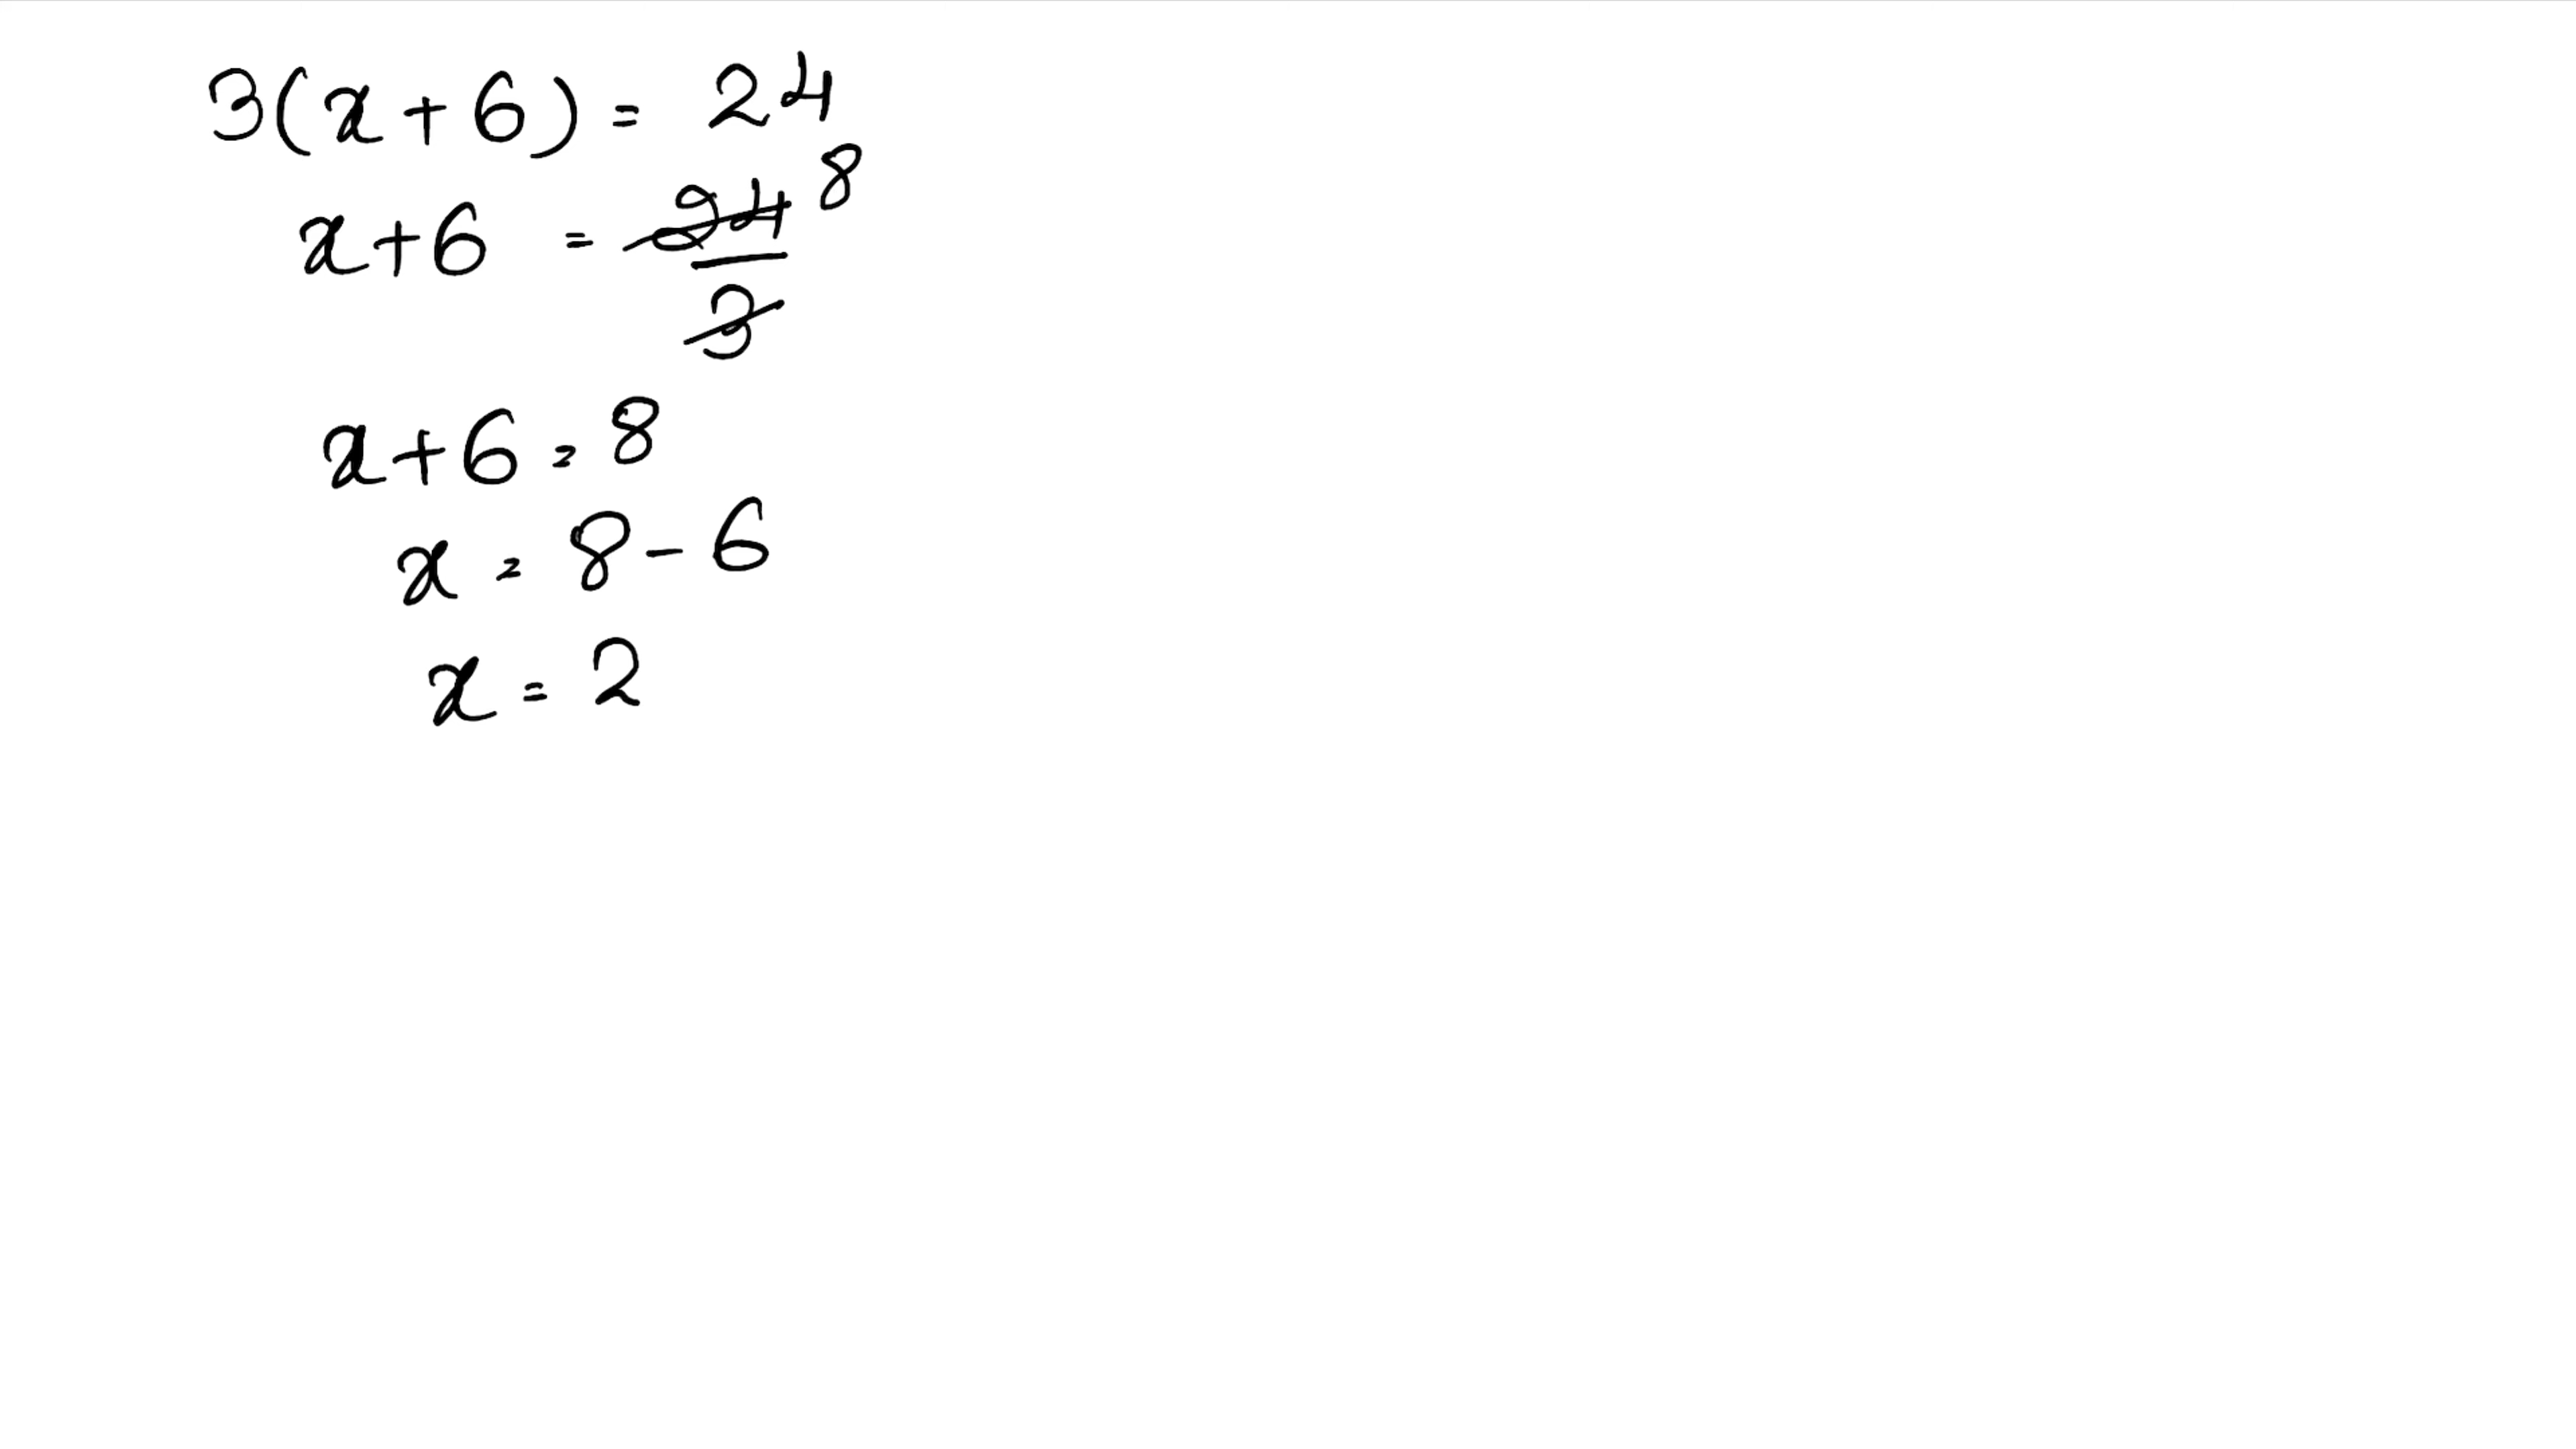 3(x+6) = 24
x+6 = 24/3 8
x+6 = 8
x = 8-6
x = 2